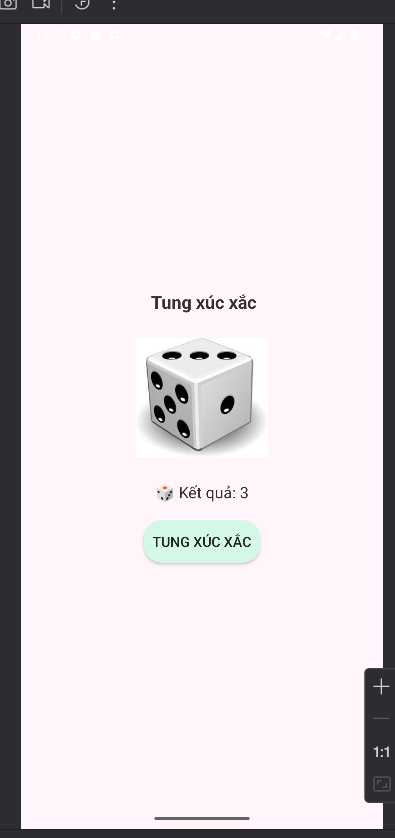 Tung xúc xắc
🎲 Kết quả: 3
TUNG XÚC XẮC
1:1